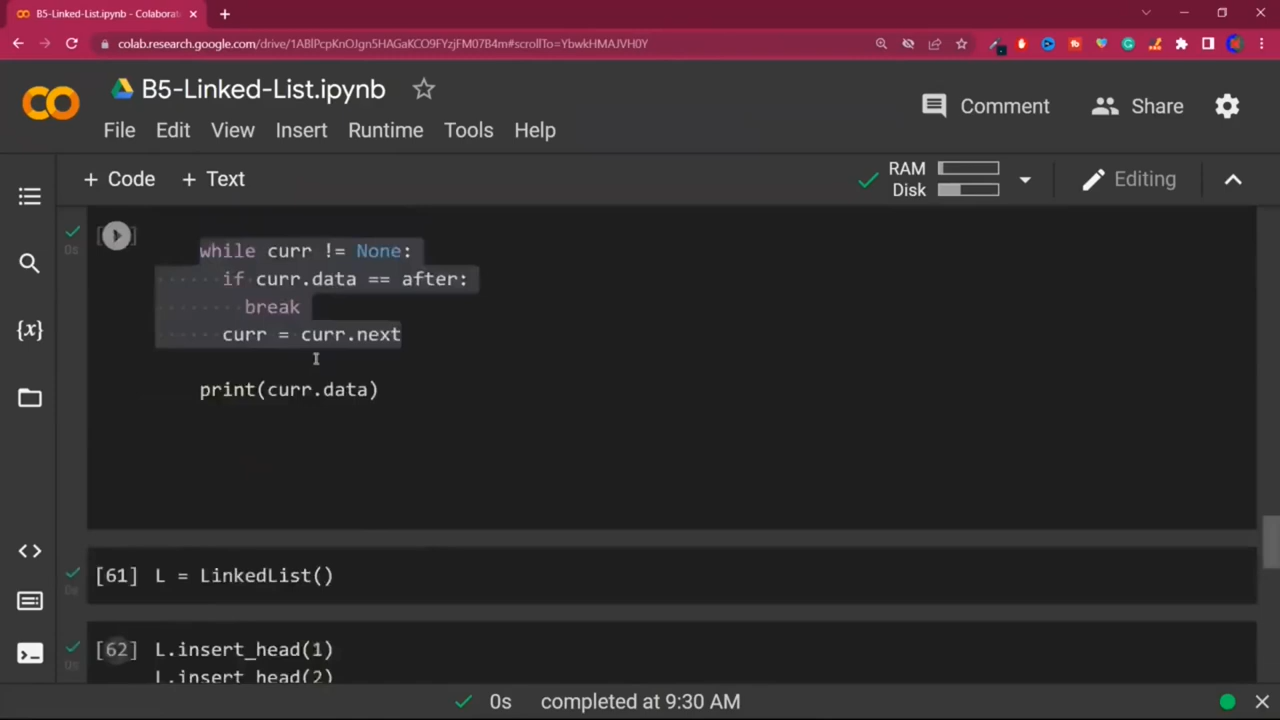 B5-Linked-List.ipynb - Colaborat
colab.research.google.com/drive/1ABlPcpKnOJgn5HAGaKCO9FYzjFM07B4m#scrollTo=YbwkHMAJVH0Y
B5-Linked-List.ipynb
Comment
Share
File Edit View Insert Runtime Tools Help
+ Code + Text
RAM
Disk
Editing
0s
while curr != None:
if curr.data == after:
break
curr = curr.next
print(curr.data)
{x}
[61] L = LinkedList()
0s
[62] L.insert_head(1)
0s
L.insert_head(2)
0s completed at 9:30 AM